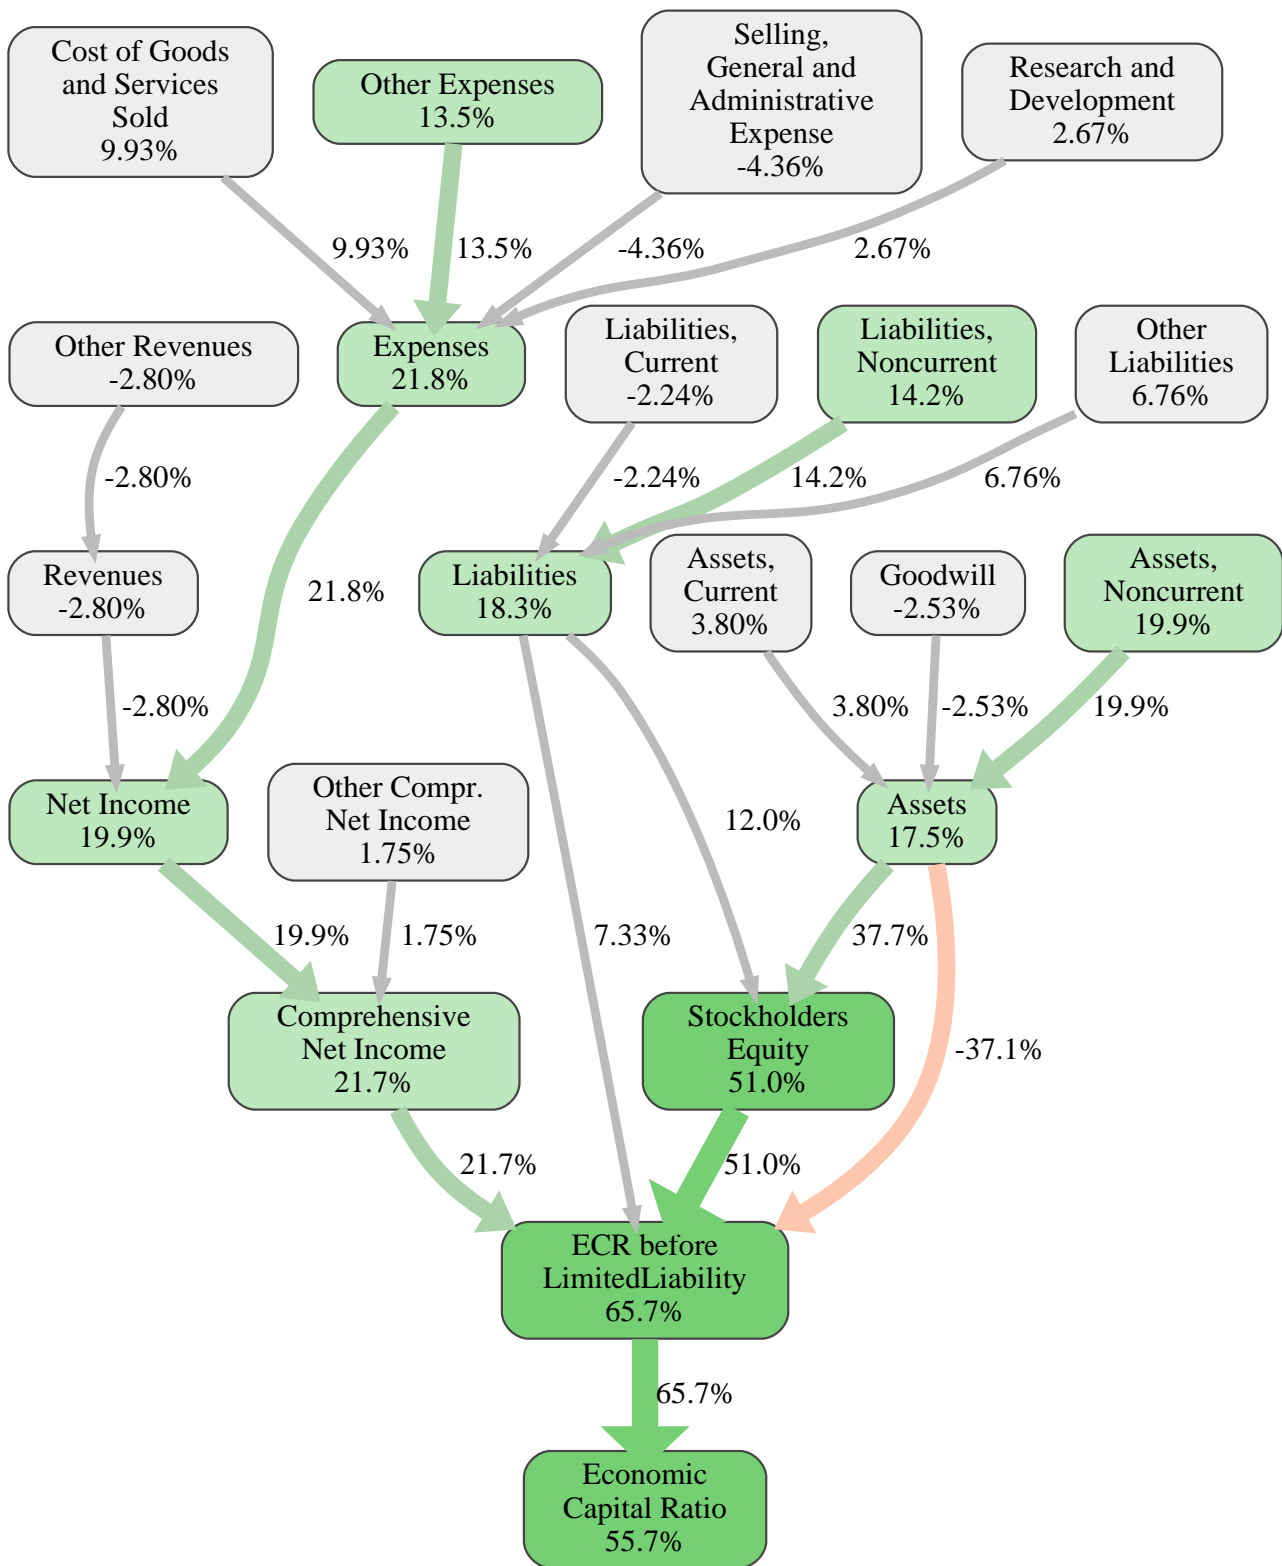 Cost of Goods
and Services
Sold
9.93%
Other Expenses
13.5%
Selling,
General and
Administrative
Expense
-4.36%
Research and
Development
2.67%
9.93%
13.5%
-4.36%
2.67%
Other Revenues
-2.80%
Expenses
21.8%
Liabilities,
Current
-2.24%
Liabilities,
Noncurrent
14.2%
Other
Liabilities
6.76%
-2.80%
-2.24%
14.2%
6.76%
Revenues
-2.80%
21.8%
Liabilities
18.3%
Assets,
Current
3.80%
Goodwill
-2.53%
Assets,
Noncurrent
19.9%
-2.80%
3.80%
-2.53%
19.9%
Net Income
19.9%
Other Compr.
Net Income
1.75%
12.0%
Assets
17.5%
19.9%
1.75%
7.33%
37.7%
Comprehensive
Net Income
21.7%
Stockholders
Equity
51.0%
-37.1%
21.7%
51.0%
ECR before
LimitedLiability
65.7%
65.7%
Economic
Capital Ratio
55.7%